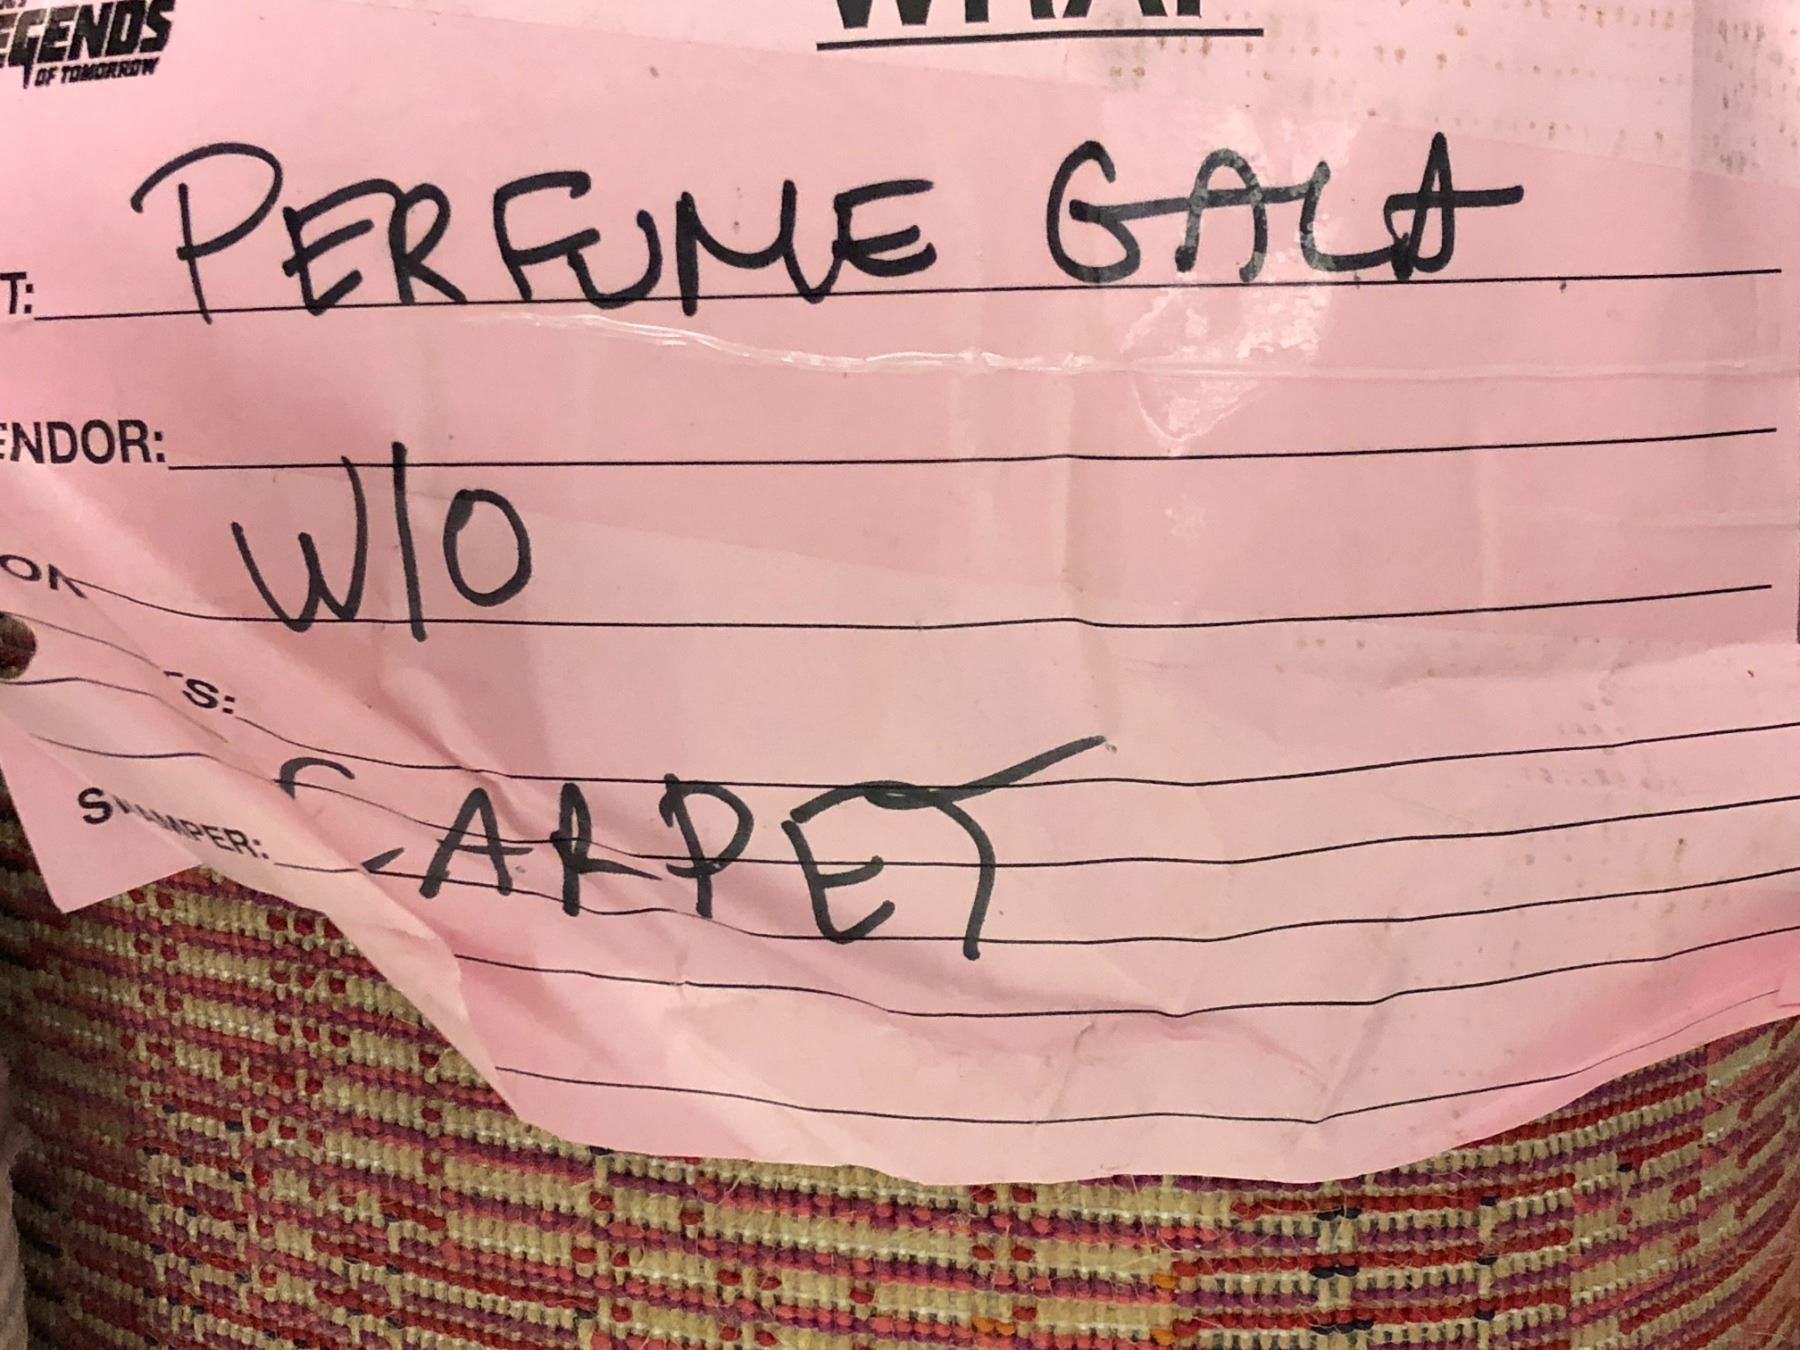 LEGENDS
OF TOMORROW
WRAP
T: PERFUME GALA
ENDOR:
W/O
S:
CARPET